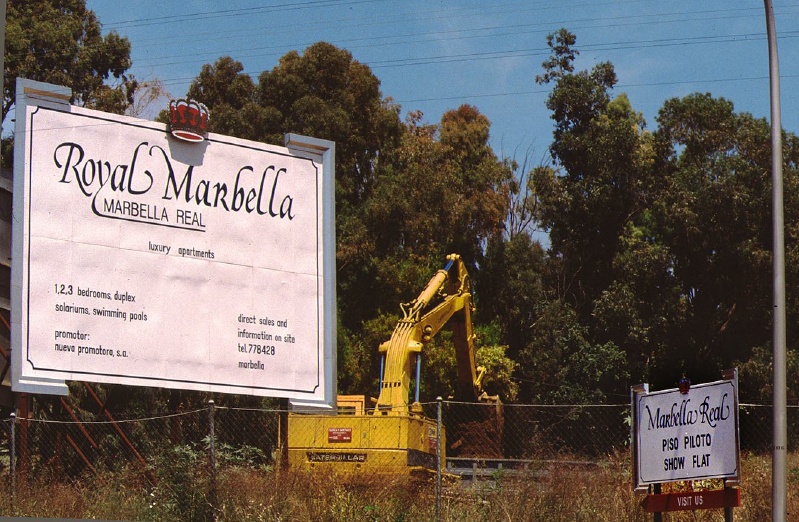 Royal Marbella
MARBELLA REAL
luxury apartments
1,2,3 bedrooms, duplex
solariums, swimming pools
promotor:
nueva promotora, s.a.
direct sales and
information on site
tel.778428
marbella
CATERPILLAR
Marbella Real
PISO PILOTO
SHOW FLAT
VISIT US